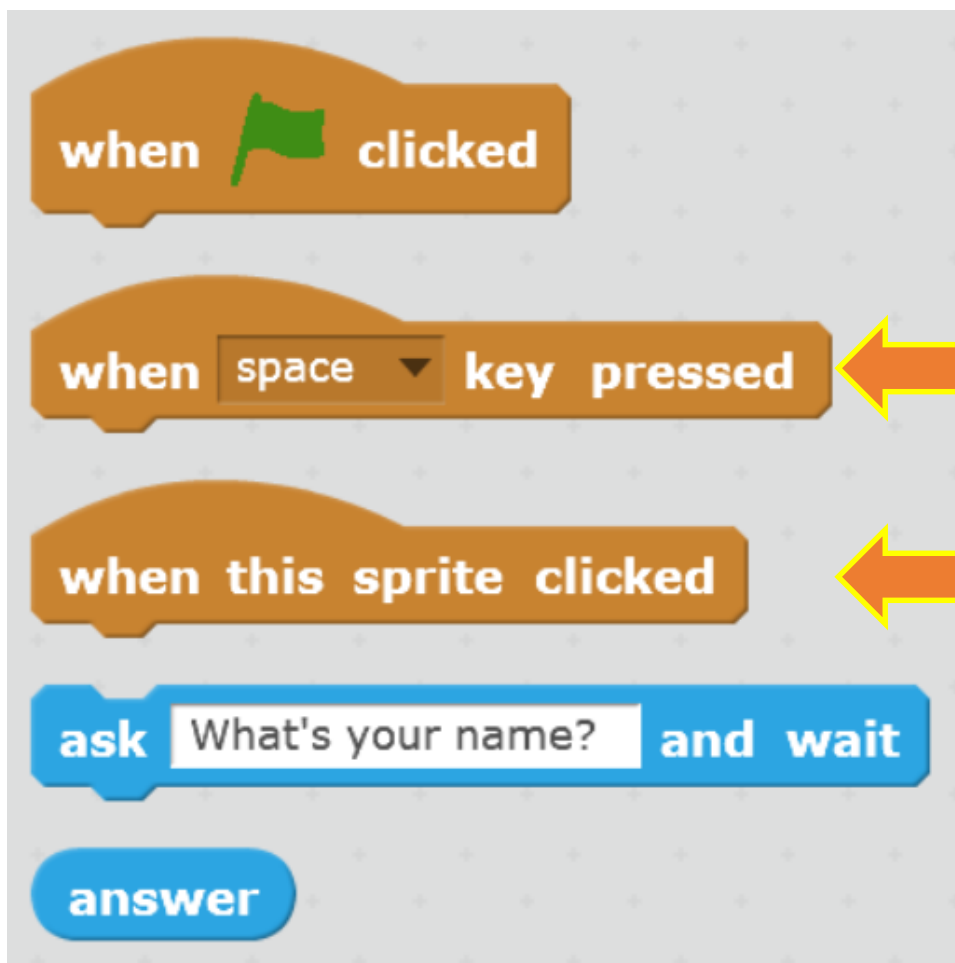 when clicked
when space key pressed
when this sprite clicked
ask What's your name? and wait
answer